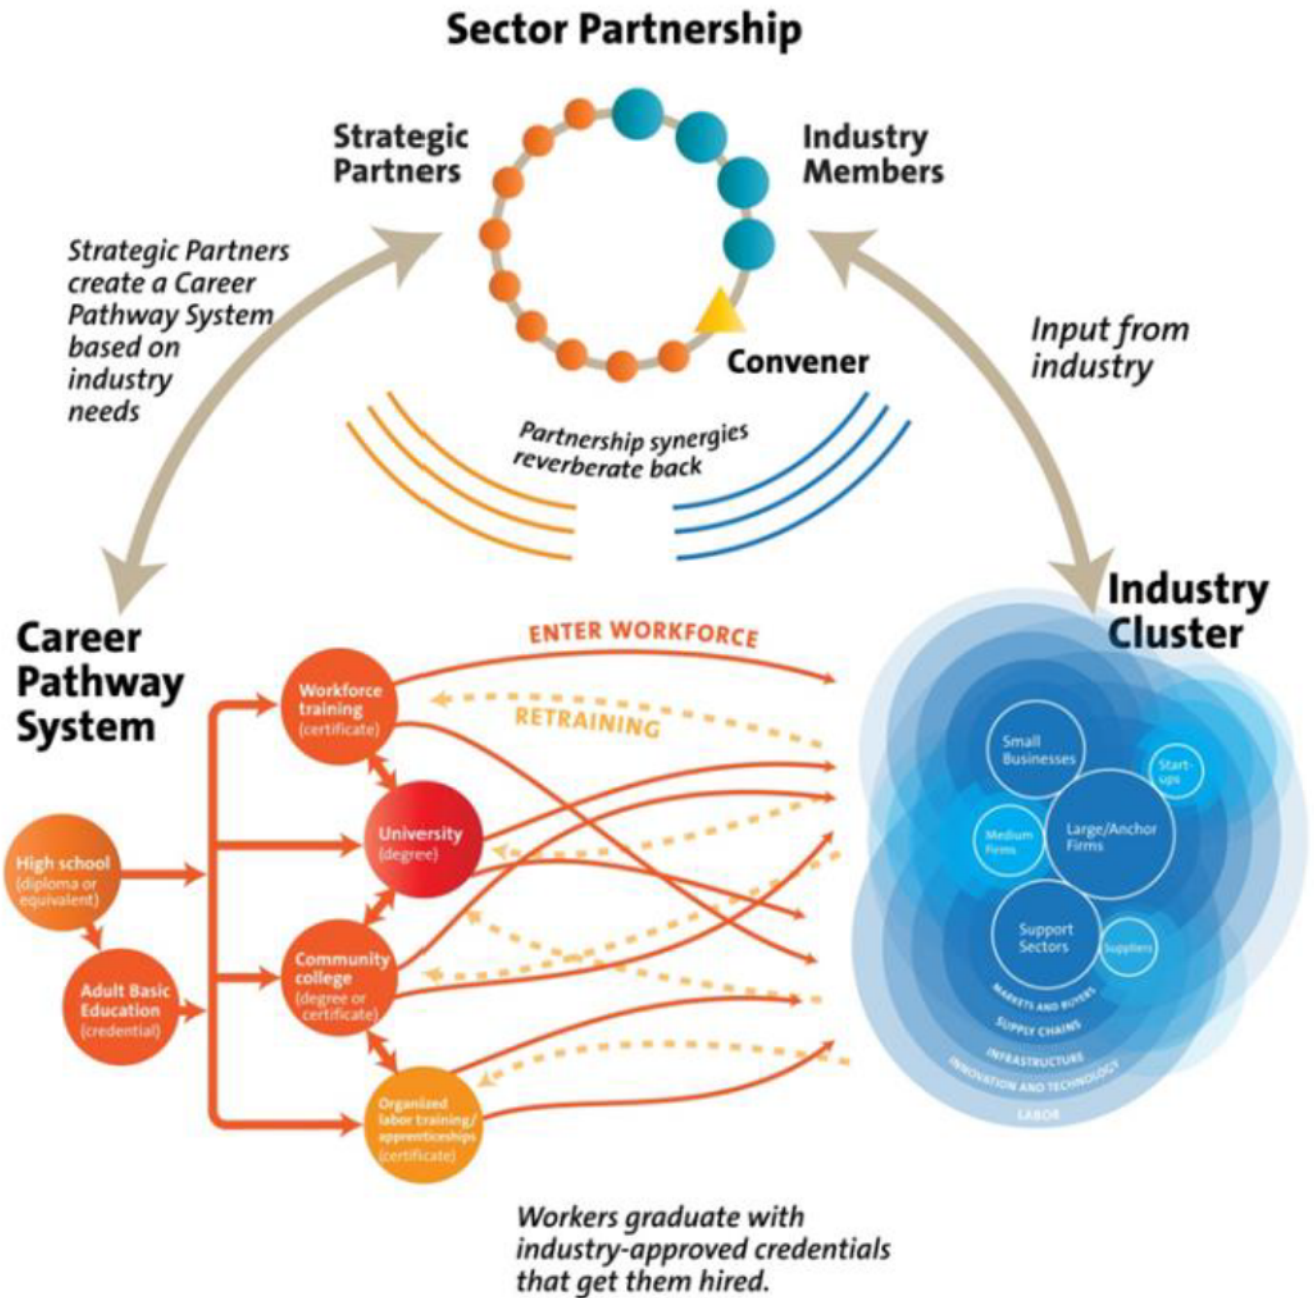 Sector Partnership
Strategic
Partners
Industry
Members
Convener
Strategic Partners
create a Career
Pathway System
based on
industry
needs
Input from
industry
Partnership synergies
reverberate back
Career
Pathway
System
Industry
Cluster
ENTER WORKFORCE
RETRAINING
High school
(diploma or
equivalent)
Adult Basic
Education
(credential)
Workforce
training
(certificate)
University
(degree)
Community
college
(degree or
certificate)
Organized
labor training/
apprenticeships
(certificate)
Small
Businesses
Start-
ups
Medium
Firms
Large/Anchor
Firms
Support
Sectors
Suppliers
MARKETS AND BUYERS
SUPPLY CHAINS
INFRASTRUCTURE
INNOVATION AND TECHNOLOGY
LABOR
Workers graduate with
industry-approved credentials
that get them hired.